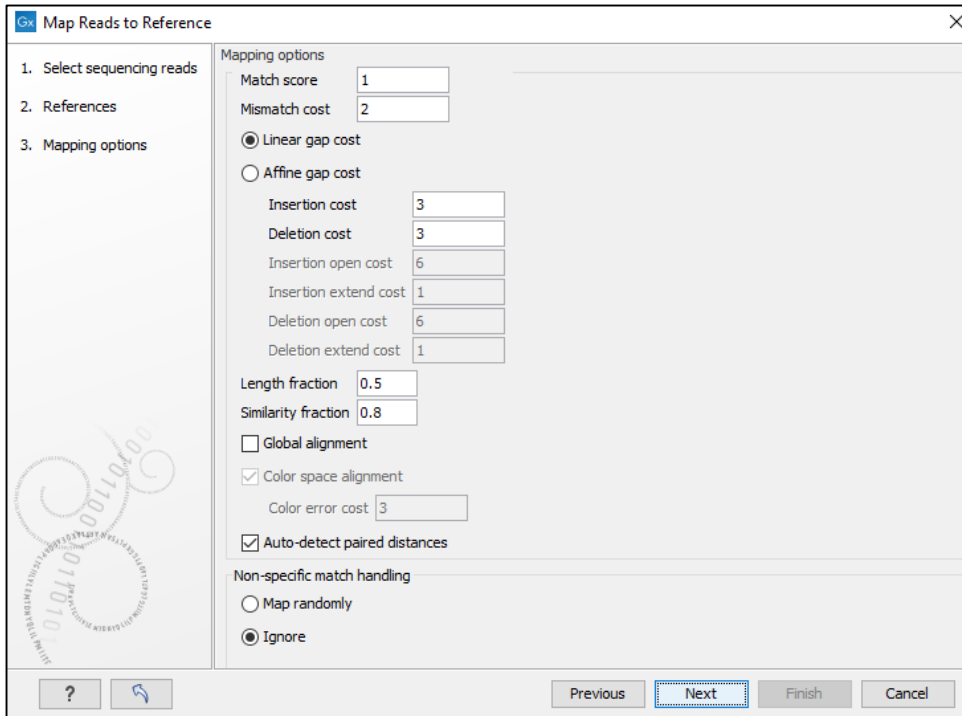 Gx Map Reads to Reference
1. Select sequencing reads
2. References
3. Mapping options
Mapping options
Match score 1
Mismatch cost 2
Linear gap cost
Affine gap cost
Insertion cost 3
Deletion cost 3
Insertion open cost 6
Insertion extend cost 1
Deletion open cost 6
Deletion extend cost 1
Length fraction 0.5
Similarity fraction 0.8
Global alignment
Color space alignment
Color error cost 3
Auto-detect paired distances
Non-specific match handling
Map randomly
Ignore
? Previous Next Finish Cancel